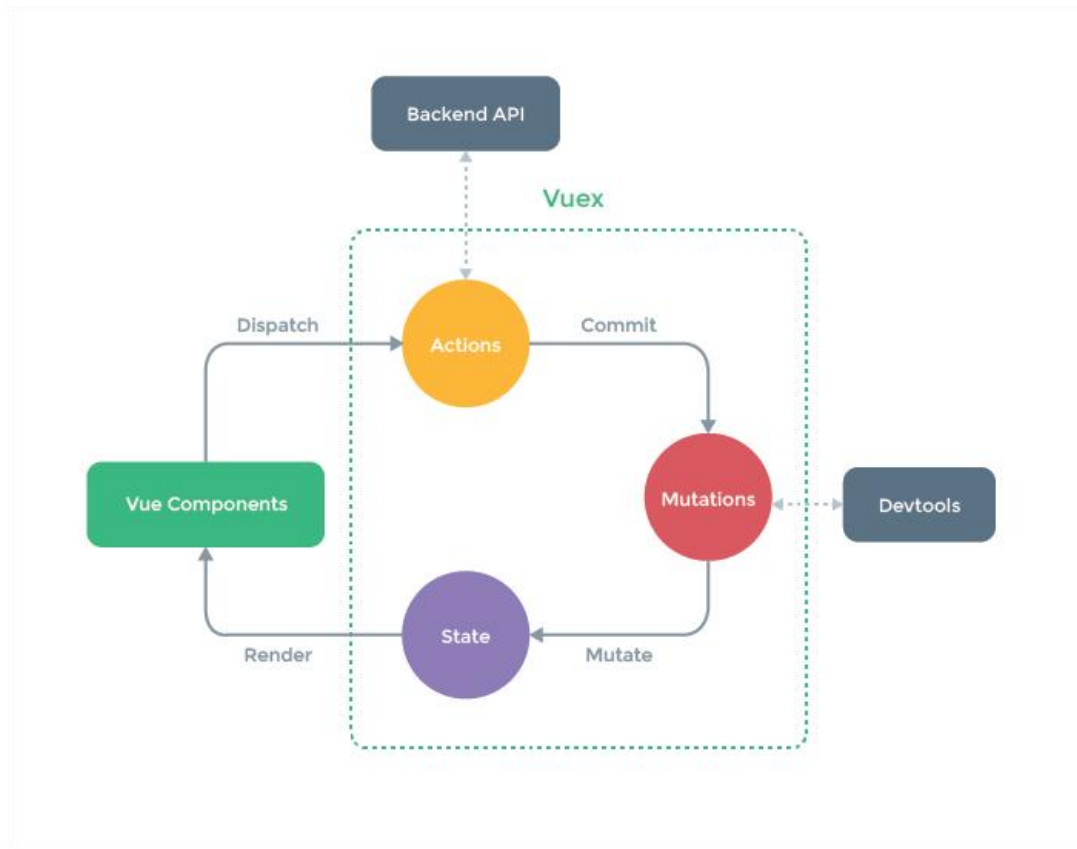 Backend API
Vuex
Dispatch
Commit
Actions
Vue Components
Mutations
Devtools
State
Render
Mutate